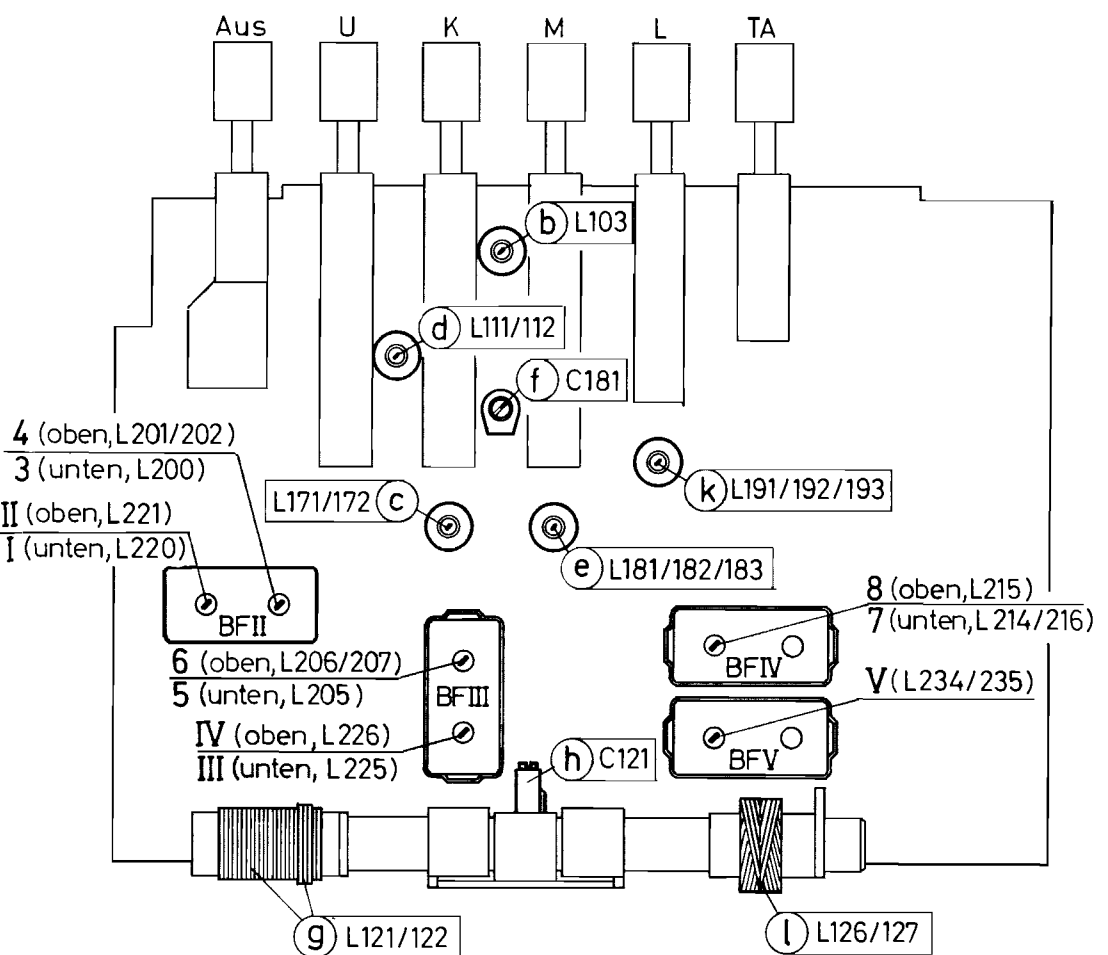 Aus U K M L TA
b L103
d L111/112
f C181
4 (oben, L201/202)
3 (unten, L200)
II (oben, L221)
I (unten, L220)
L171/172 c
k L191/192/193
e L181/182/183
BFII
8 (oben, L215)
7 (unten, L214/216)
BFIV
6 (oben, L206/207)
5 (unten, L205)
BFIII
V (L234/235)
IV (oben, L226)
III (unten, L225)
BFV
h C121
g L121/122
l L126/127